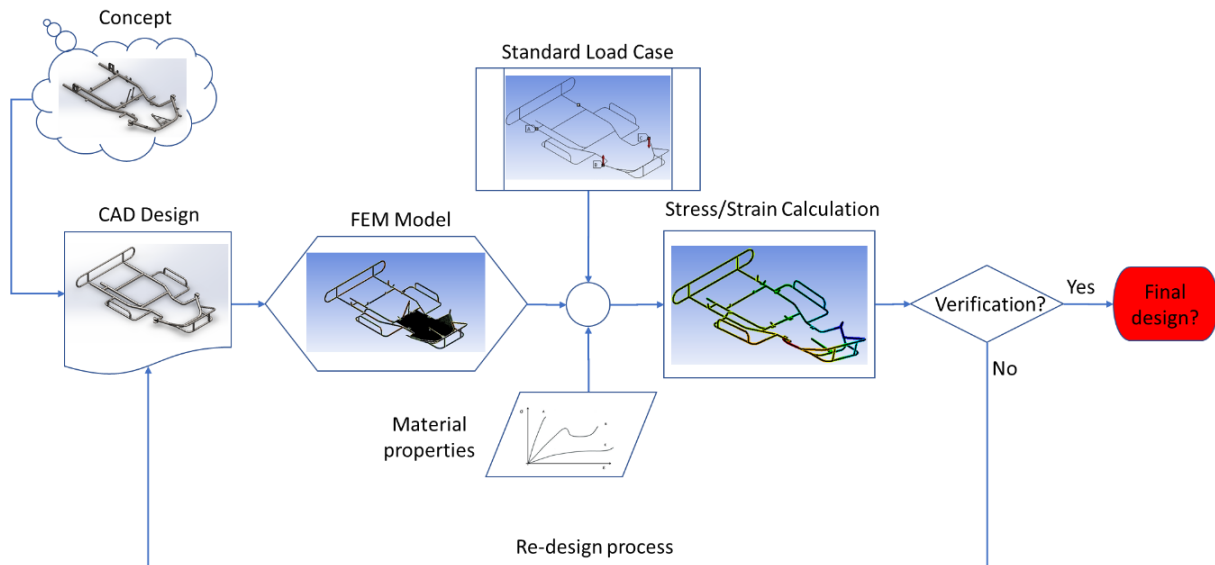 Concept
Standard Load Case
A
B
C
CAD Design
FEM Model
Stress/Strain Calculation
Verification?
Yes
Final
design?
No
Material
properties
Re-design process